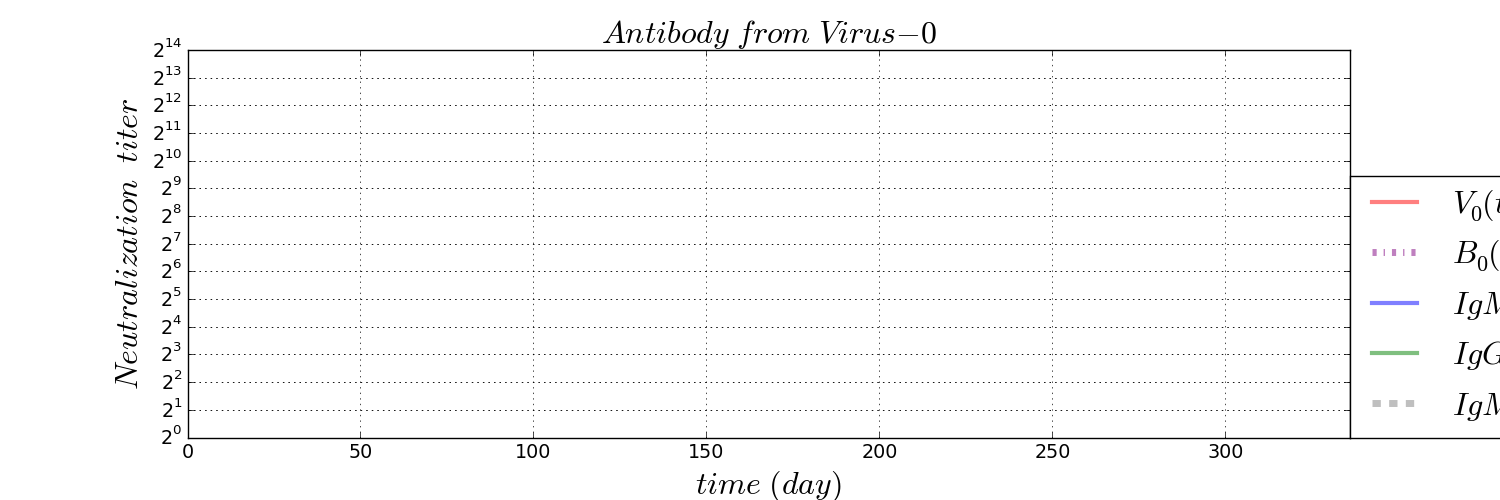 Antibody from Virus−0
2^14
2^13
2^12
2^11
2^10
2^9
2^8
2^7
2^6
2^5
2^4
2^3
2^2
2^1
2^0
Neutralization titer
0 50 100 150 200 250 300
time (day)
V_0(
B_0(
Ig
IgG
Ig